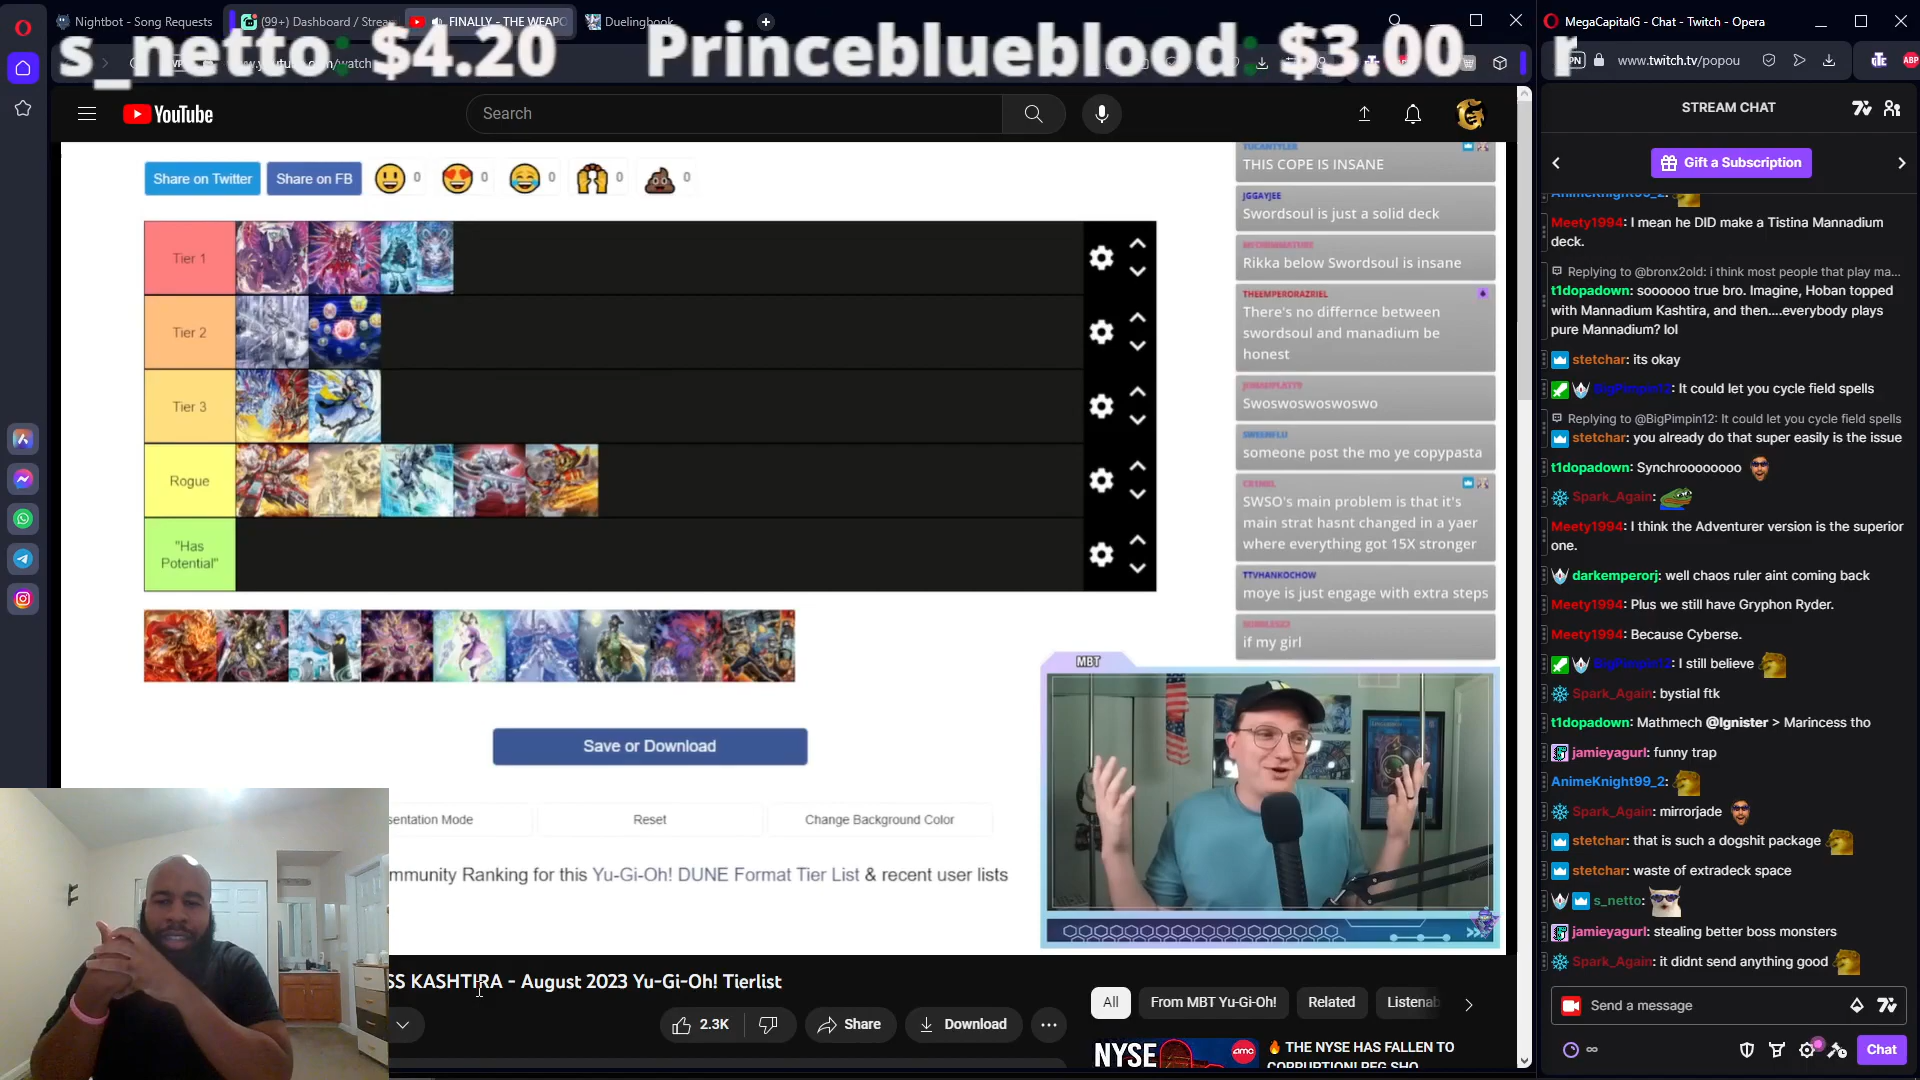 Nightbot - Song Requests
(99+) Dashboard / Strea
FINALLY - THE WEAPO
Duelingbook
MegaCapitalG - Chat - Twitch - Opera
s_netto: $4.20 Princeblueblood: $3.00 r
www.twitch.tv/popou
ABP
YouTube
Search
STREAM CHAT
Gift a Subscription
Share on Twitter
Share on FB
0
0
0
0
0
Tier 1
Tier 2
Tier 3
Rogue
"Has
Potential"
Save or Download
sentation Mode
Reset
Change Background Color
mmunity Ranking for this Yu-Gi-Oh! DUNE Format Tier List & recent user lists
TUCANTYLER
THIS COPE IS INSANE
JGGAYJEE
Swordsoul is just a solid deck
Rikka below Swordsoul is insane
THEEMPERORAZRIEL
There's no differnce between
swordsoul and manadium be
honest
Swoswoswoswoswo
SWEENFLU
someone post the mo ye copypasta
SWSO's main problem is that it's
main strat hasnt changed in a yaer
where everything got 15X stronger
TTVHANKOCHOW
moye is just engage with extra steps
if my girl
MBT
SS KASHTIRA - August 2023 Yu-Gi-Oh! Tierlist
2.3K
Share
Download
All
From MBT Yu-Gi-Oh!
Related
Listenab
NYSE
amc
🔥 THE NYSE HAS FALLEN TO
CORRUPTION! REG SHO
AnimeKnight99_2:
Meety1994: I mean he DID make a Tistina Mannadium
deck.
Replying to @bronx2old: i think most people that play ma...
t1dopadown: soooooo true bro. Imagine, Hoban topped
with Mannadium Kashtira, and then....everybody plays
pure Mannadium? lol
stetchar: its okay
BigPimpin12: It could let you cycle field spells
Replying to @BigPimpin12: It could let you cycle field spells
stetchar: you already do that super easily is the issue
t1dopadown: Synchroooooooo
Spark_Again:
Meety1994: I think the Adventurer version is the superior
one.
darkemperorj: well chaos ruler aint coming back
Meety1994: Plus we still have Gryphon Ryder.
Meety1994: Because Cyberse.
BigPimpin12: I still believe
Spark_Again: bystial ftk
t1dopadown: Mathmech @Ignister > Marincess tho
jamieyagurl: funny trap
AnimeKnight99_2:
Spark_Again: mirrorjade
stetchar: that is such a dogshit package
stetchar: waste of extradeck space
s_netto:
jamieyagurl: stealing better boss monsters
Spark_Again: it didnt send anything good
Send a message
Chat